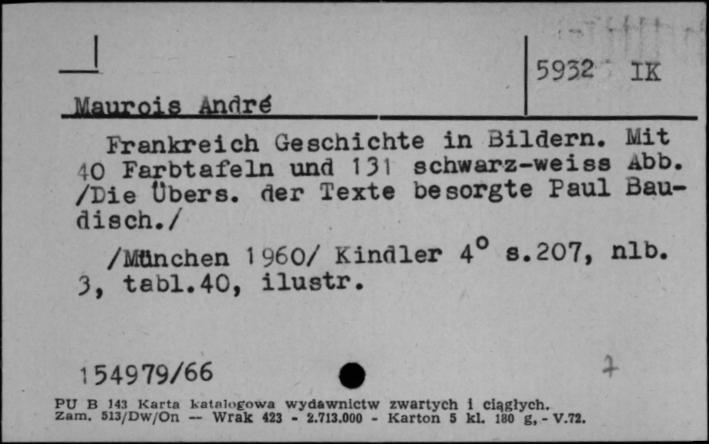 5932 IK
Maurois André
Frankreich Geschichte in Bildern. Mit
40 Farbtafeln und 131 schwarz-weiss Abb.
/Die Übers. der Texte besorgte Paul Bau-
disch./
/München 1960/ Kindler 4° s.207, nlb.
3, tabl.40, ilustr.
154979/66
7
PU B 143 Karta katalogowa wydawnictw zwartych i ciągłych.
Zam. 513/Dw/On — Wrak 423 - 2.713.000 - Karton 5 kl. 180 g, - V.72.